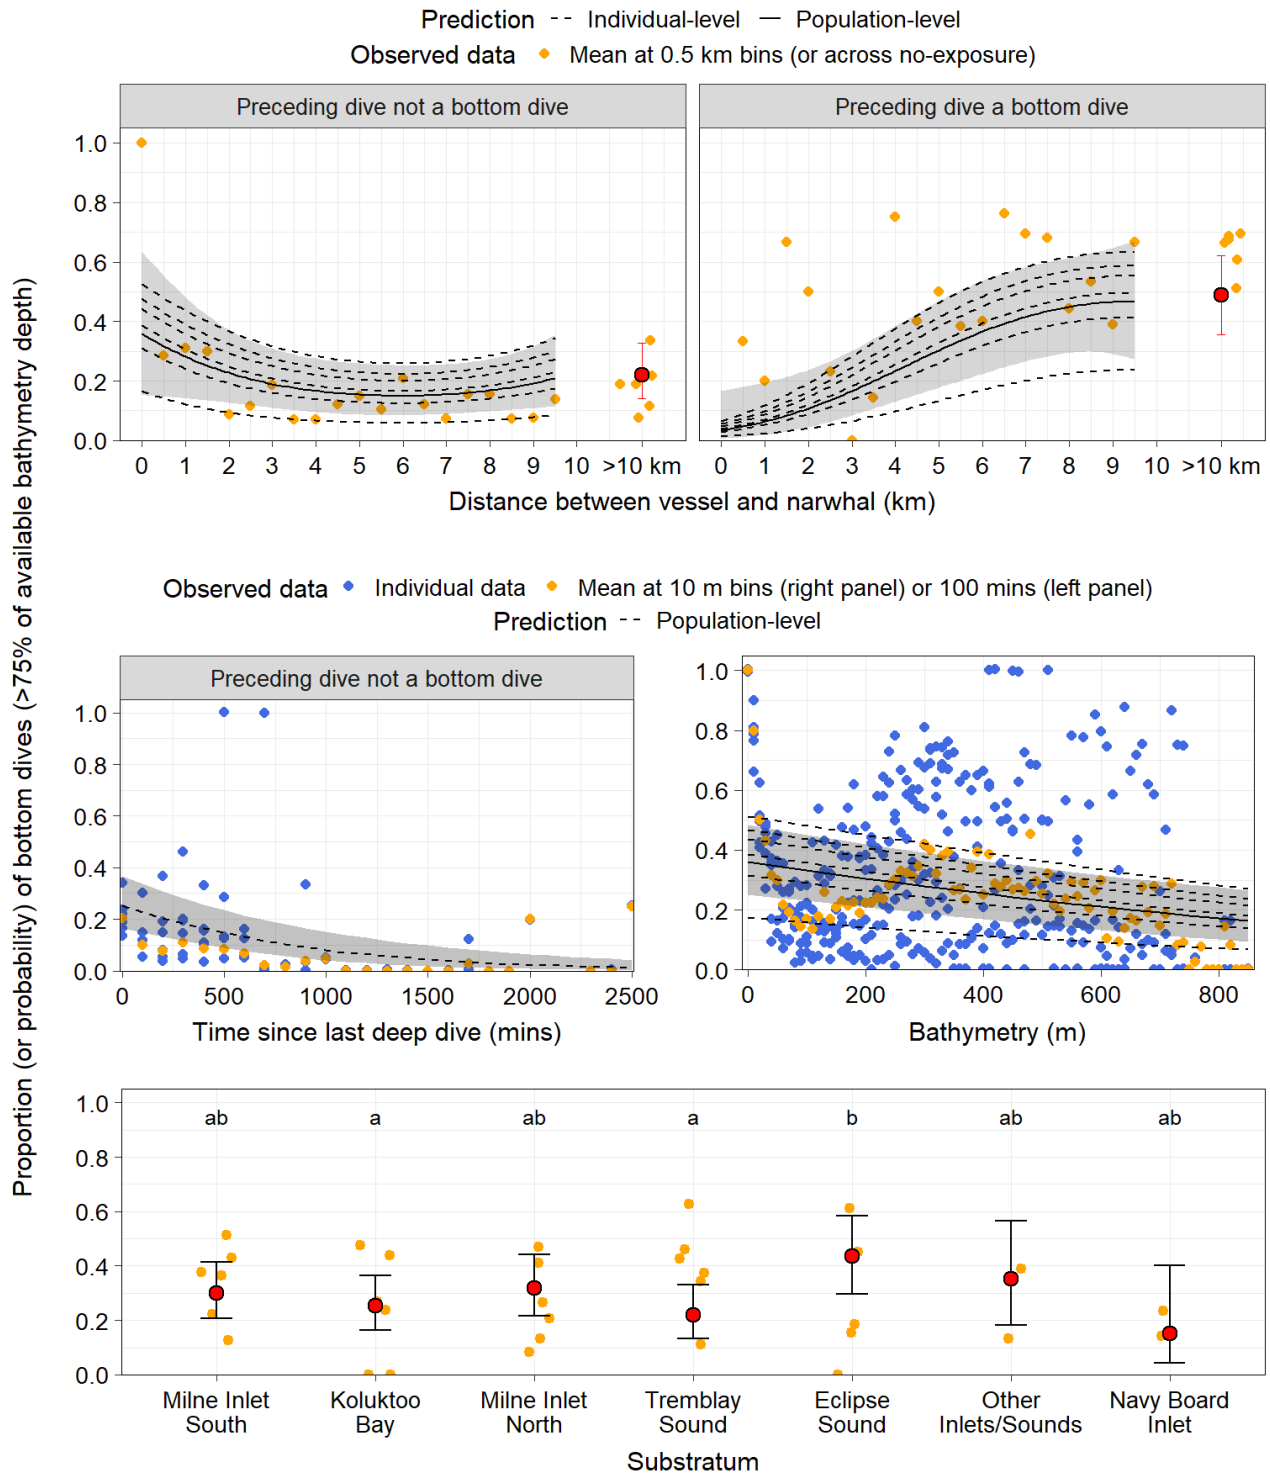 Prediction -- Individual-level — Population-level
Observed data Mean at 0.5 km bins (or across no-exposure)
Preceding dive not a bottom dive
Preceding dive a bottom dive
1.0
0.8
0.6
0.4
0.2
0.0
0 1 2 3 4 5 6 7 8 9 10 >10 km
0 1 2 3 4 5 6 7 8 9 10 >10 km
Distance between vessel and narwhal (km)
Proportion (or probability) of bottom dives (>75% of available bathymetry depth)
Observed data Individual data Mean at 10 m bins (right panel) or 100 mins (left panel)
Prediction -- Population-level
Preceding dive not a bottom dive
1.0
0.8
0.6
0.4
0.2
0.0
0 500 1000 1500 2000 2500
Time since last deep dive (mins)
1.0
0.8
0.6
0.4
0.2
0.0
0 200 400 600 800
Bathymetry (m)
1.0
0.8
0.6
0.4
0.2
0.0
ab a ab a b ab ab
Milne Inlet Koluktoo Milne Inlet Tremblay Eclipse Other Navy Board
South Bay North Sound Sound Inlets/Sounds Inlet
Substratum